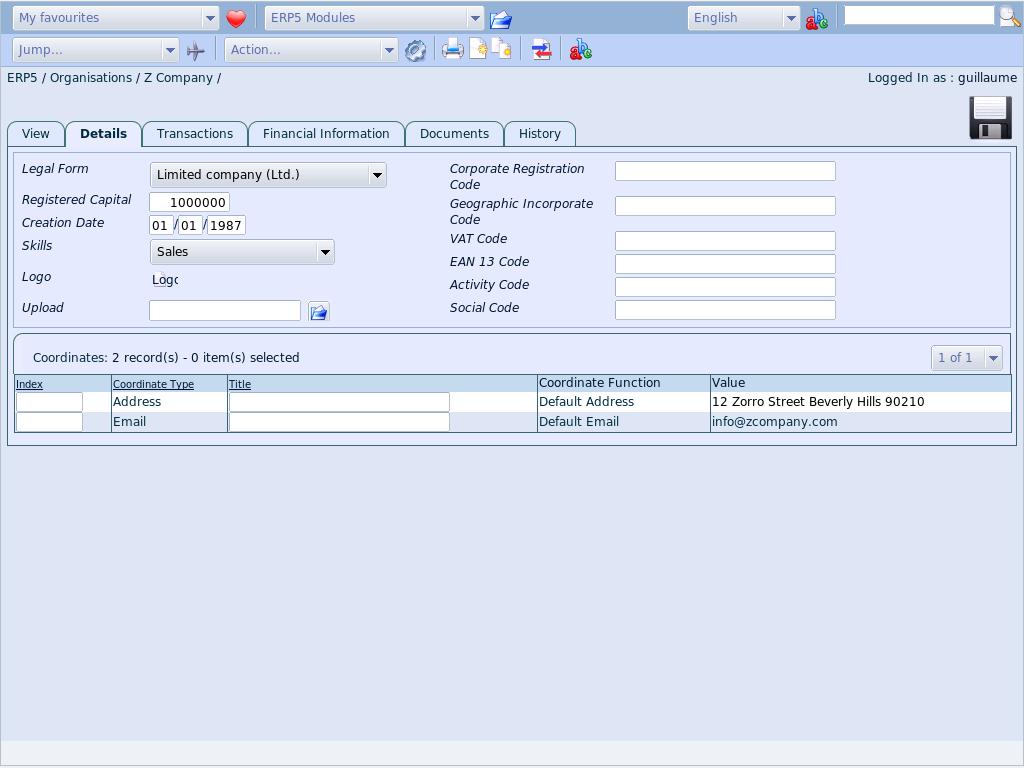 My favourites ERP5 Modules English
Jump... Action...
ERP5 / Organisations / Z Company / Logged In as : guillaume
View Details Transactions Financial Information Documents History
Legal Form Limited company (Ltd.)
Registered Capital 1000000
Creation Date 01 / 01 / 1987
Skills Sales
Logo Logo
Upload
Corporate Registration
Code
Geographic Incorporate
Code
VAT Code
EAN 13 Code
Activity Code
Social Code
Coordinates: 2 record(s) - 0 item(s) selected 1 of 1
Index Coordinate Type Title Coordinate Function Value
Address Default Address 12 Zorro Street Beverly Hills 90210
Email Default Email info@zcompany.com